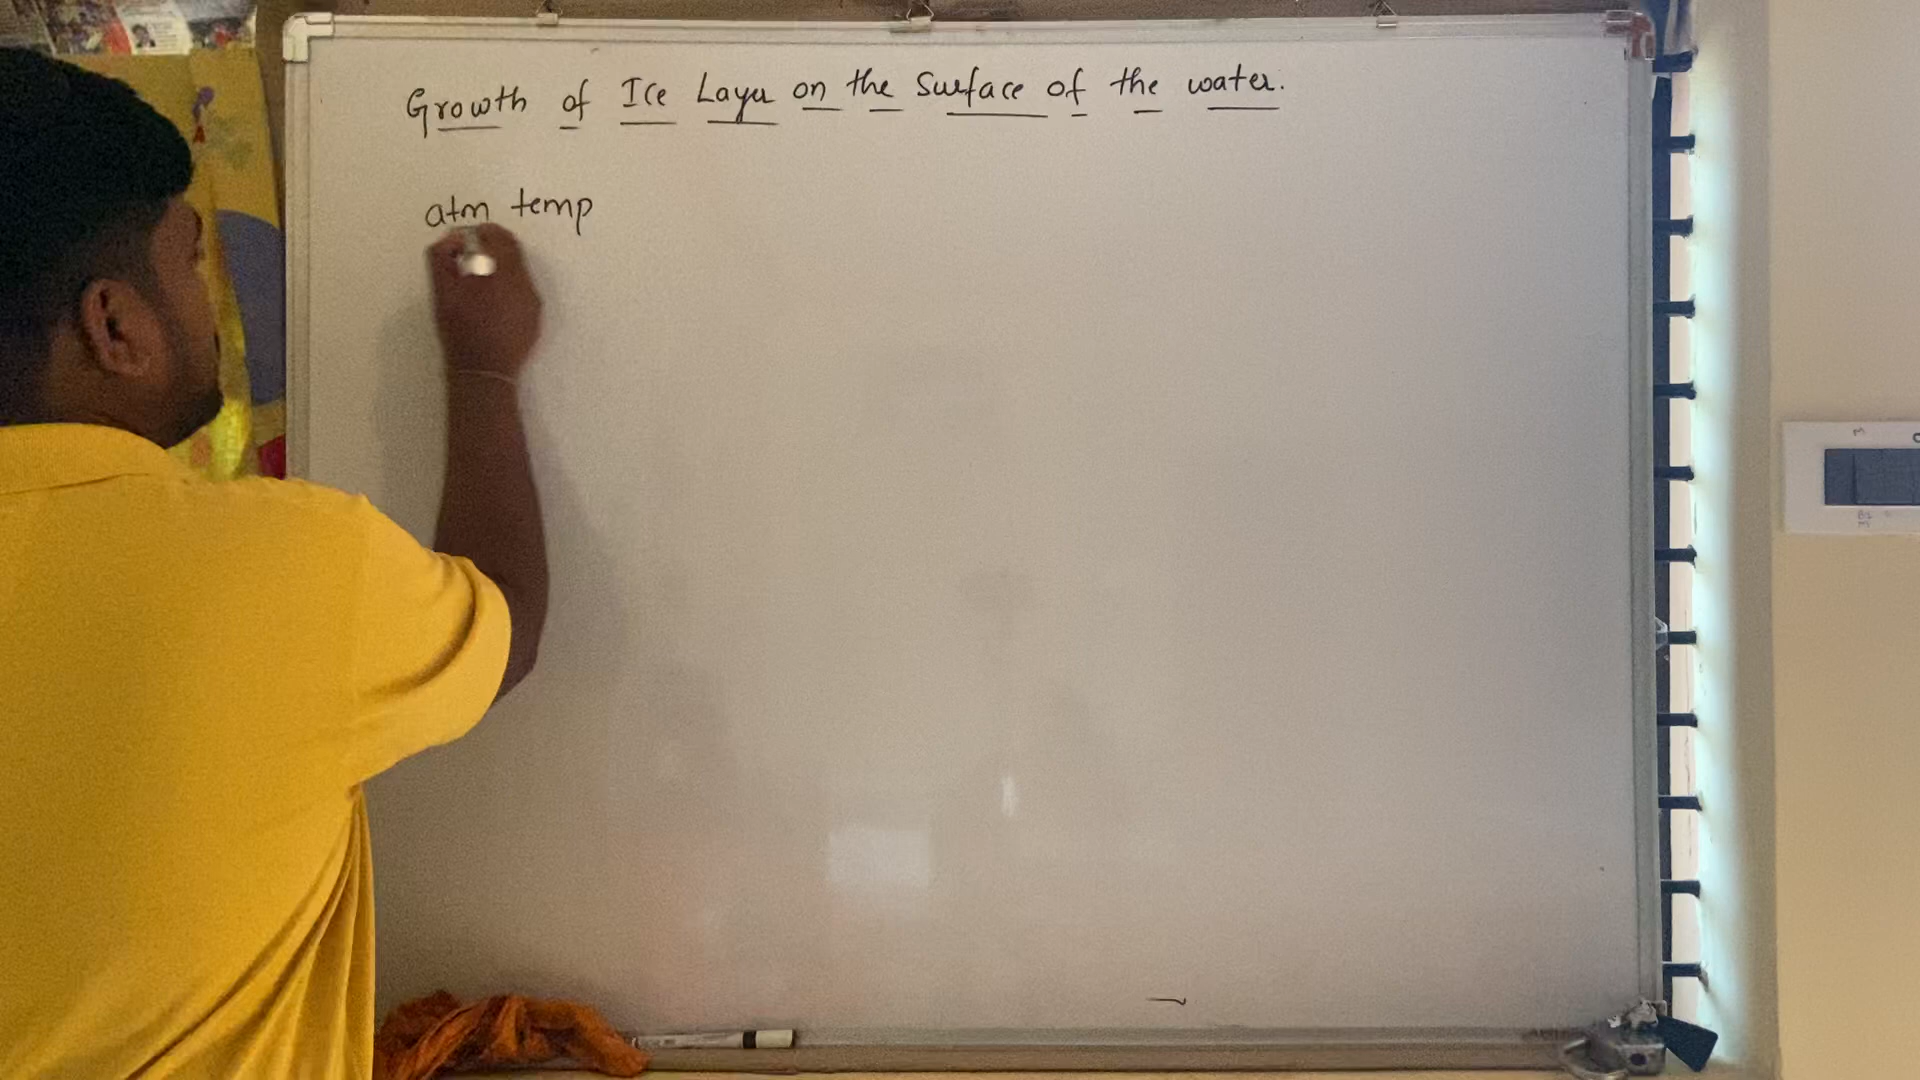 Growth of Ice Layer on the Surface of the water.
atm temp